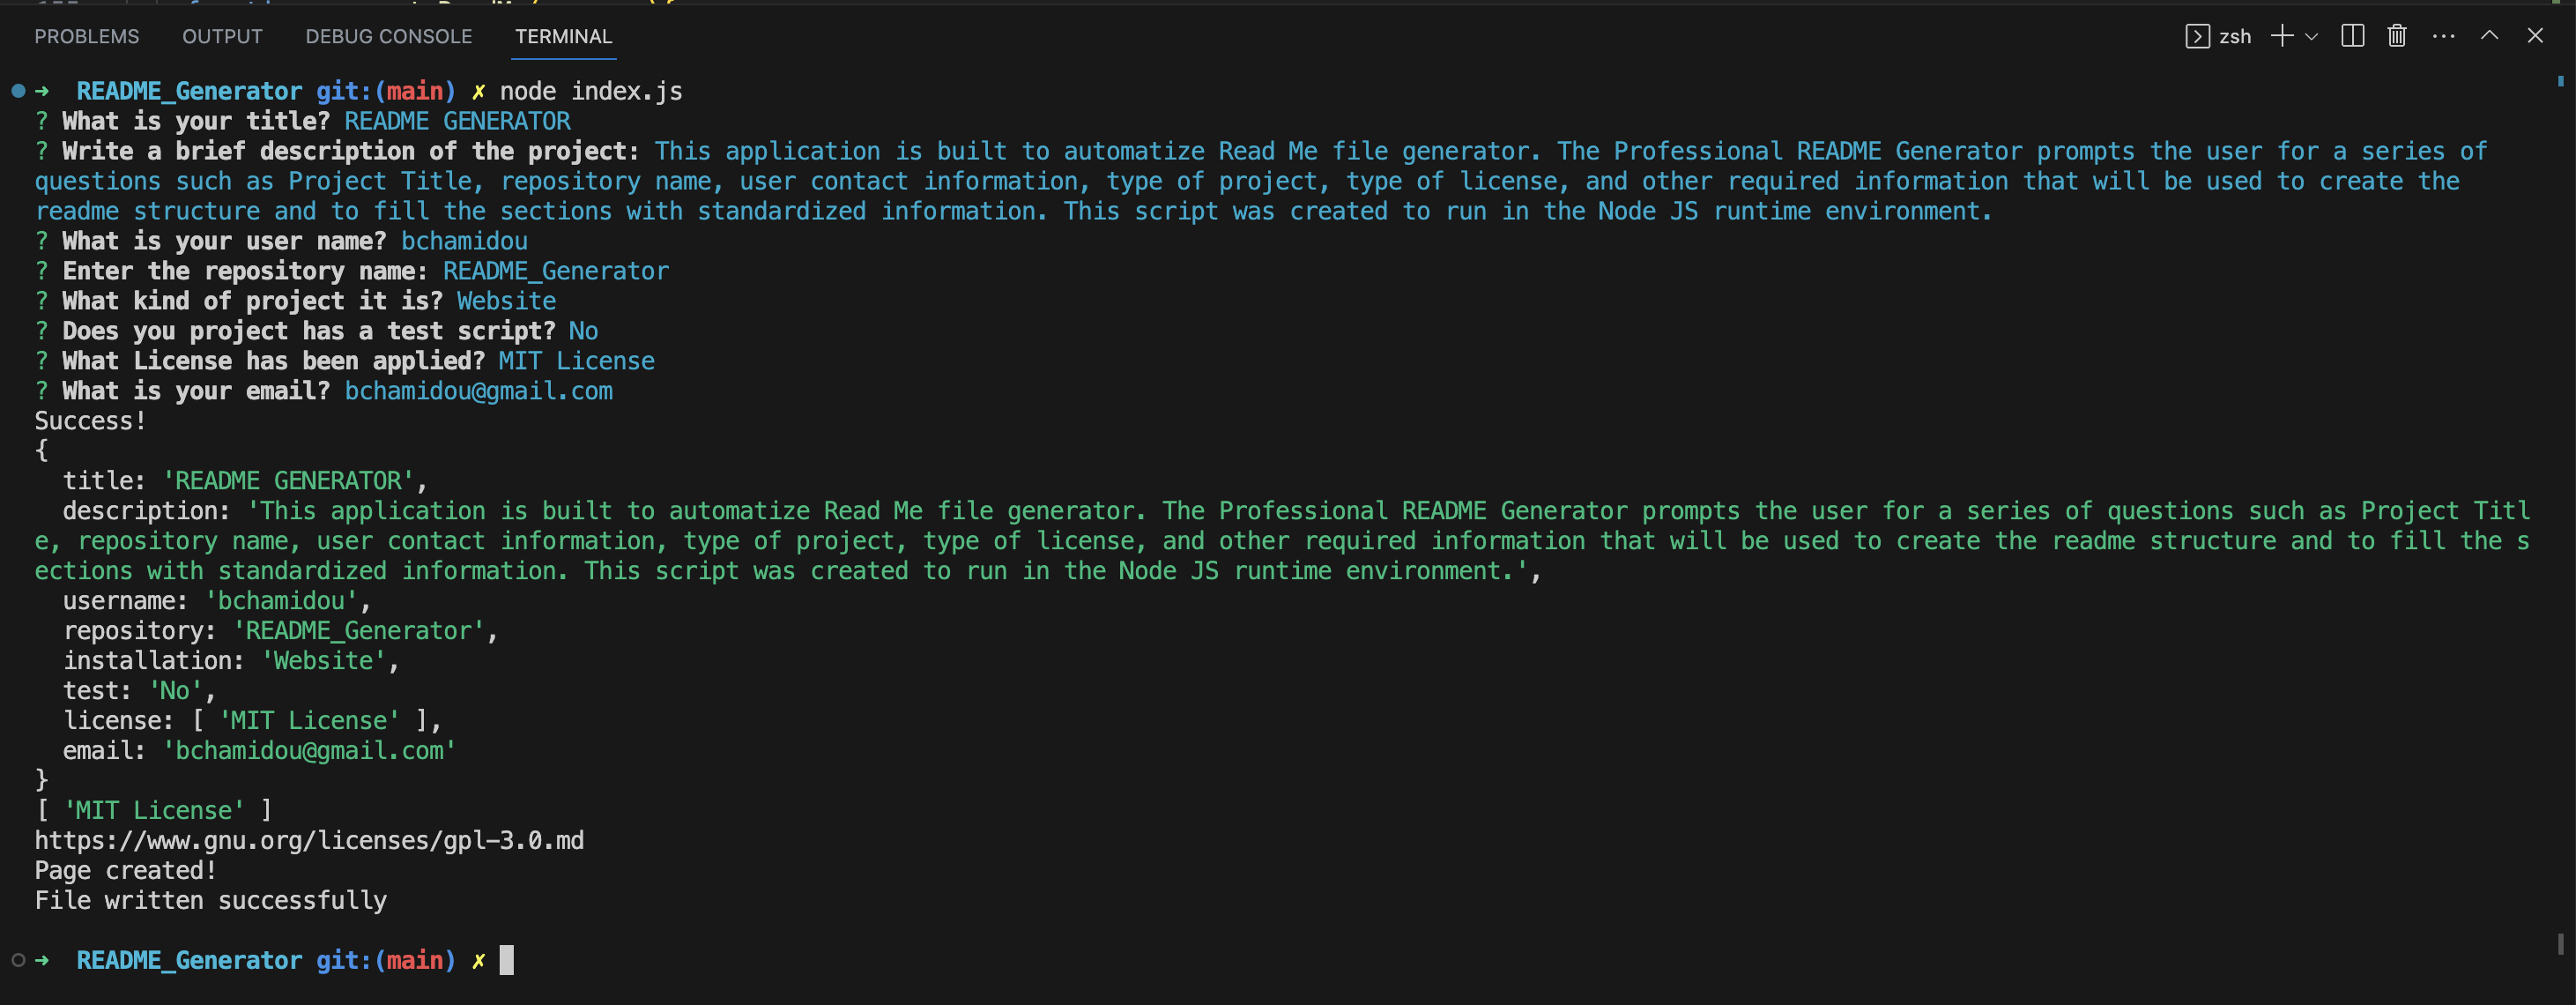 PROBLEMS OUTPUT DEBUG CONSOLE TERMINAL zsh
➜ README_Generator git:(main) ✗ node index.js
? What is your title? README GENERATOR
? Write a brief description of the project: This application is built to automatize Read Me file generator. The Professional README Generator prompts the user for a series of
questions such as Project Title, repository name, user contact information, type of project, type of license, and other required information that will be used to create the
readme structure and to fill the sections with standardized information. This script was created to run in the Node JS runtime environment.
? What is your user name? bchamidou
? Enter the repository name: README_Generator
? What kind of project it is? Website
? Does you project has a test script? No
? What License has been applied? MIT License
? What is your email? bchamidou@gmail.com
Success!
{
  title: 'README GENERATOR',
  description: 'This application is built to automatize Read Me file generator. The Professional README Generator prompts the user for a series of questions such as Project Titl
e, repository name, user contact information, type of project, type of license, and other required information that will be used to create the readme structure and to fill the s
ections with standardized information. This script was created to run in the Node JS runtime environment.',
  username: 'bchamidou',
  repository: 'README_Generator',
  installation: 'Website',
  test: 'No',
  license: [ 'MIT License' ],
  email: 'bchamidou@gmail.com'
}
[ 'MIT License' ]
https://www.gnu.org/licenses/gpl-3.0.md
Page created!
File written successfully
➜ README_Generator git:(main) ✗